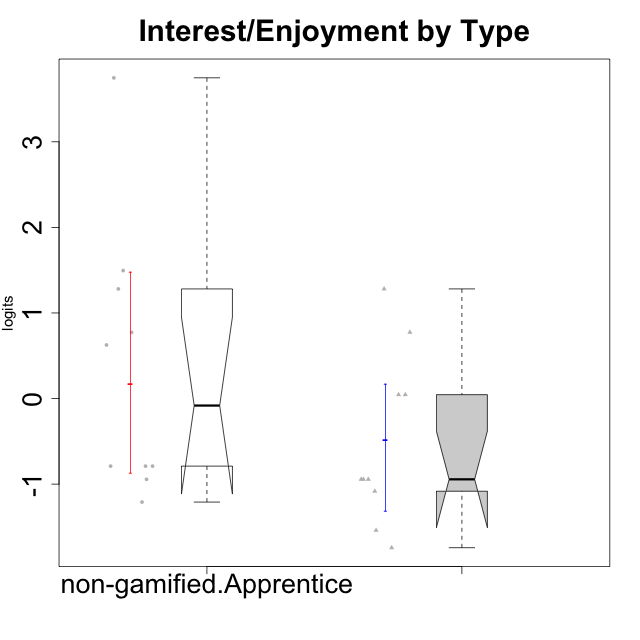 Interest/Enjoyment by Type
logits
3
2
1
0
-1
non-gamified.Apprentice